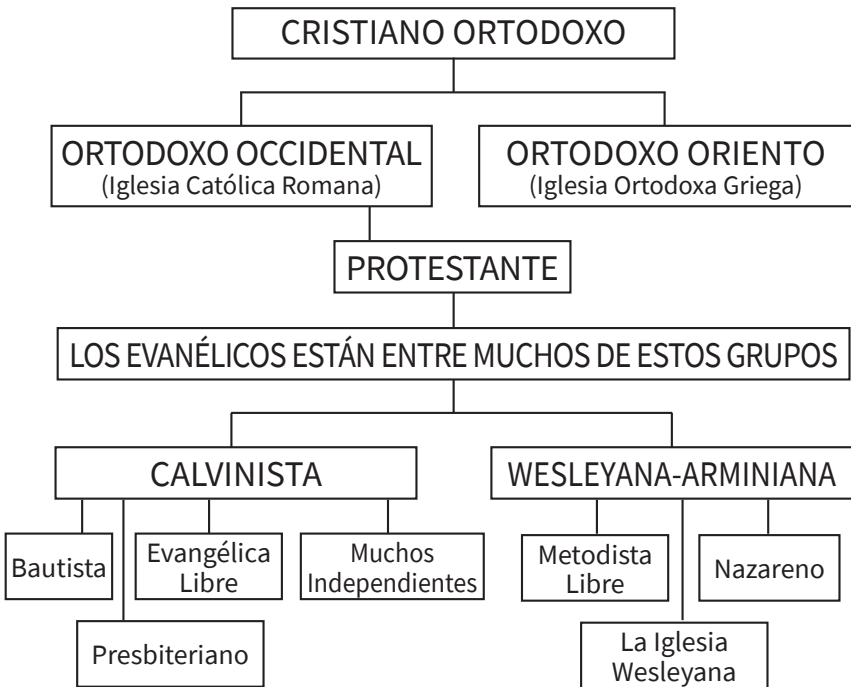 CRISTIANO ORTODOXO
ORTODOXO OCCIDENTAL
(Iglesia Católica Romana)
ORTODOXO ORIENTO
(Iglesia Ortodoxa Griega)
PROTESTANTE
LOS EVANÉLICOS ESTÁN ENTRE MUCHOS DE ESTOS GRUPOS
CALVINISTA
WESLEYANA-ARMINIANA
Bautista
Evangélica
Libre
Muchos
Independientes
Metodista
Libre
Nazareno
Presbiteriano
La Iglesia
Wesleyana